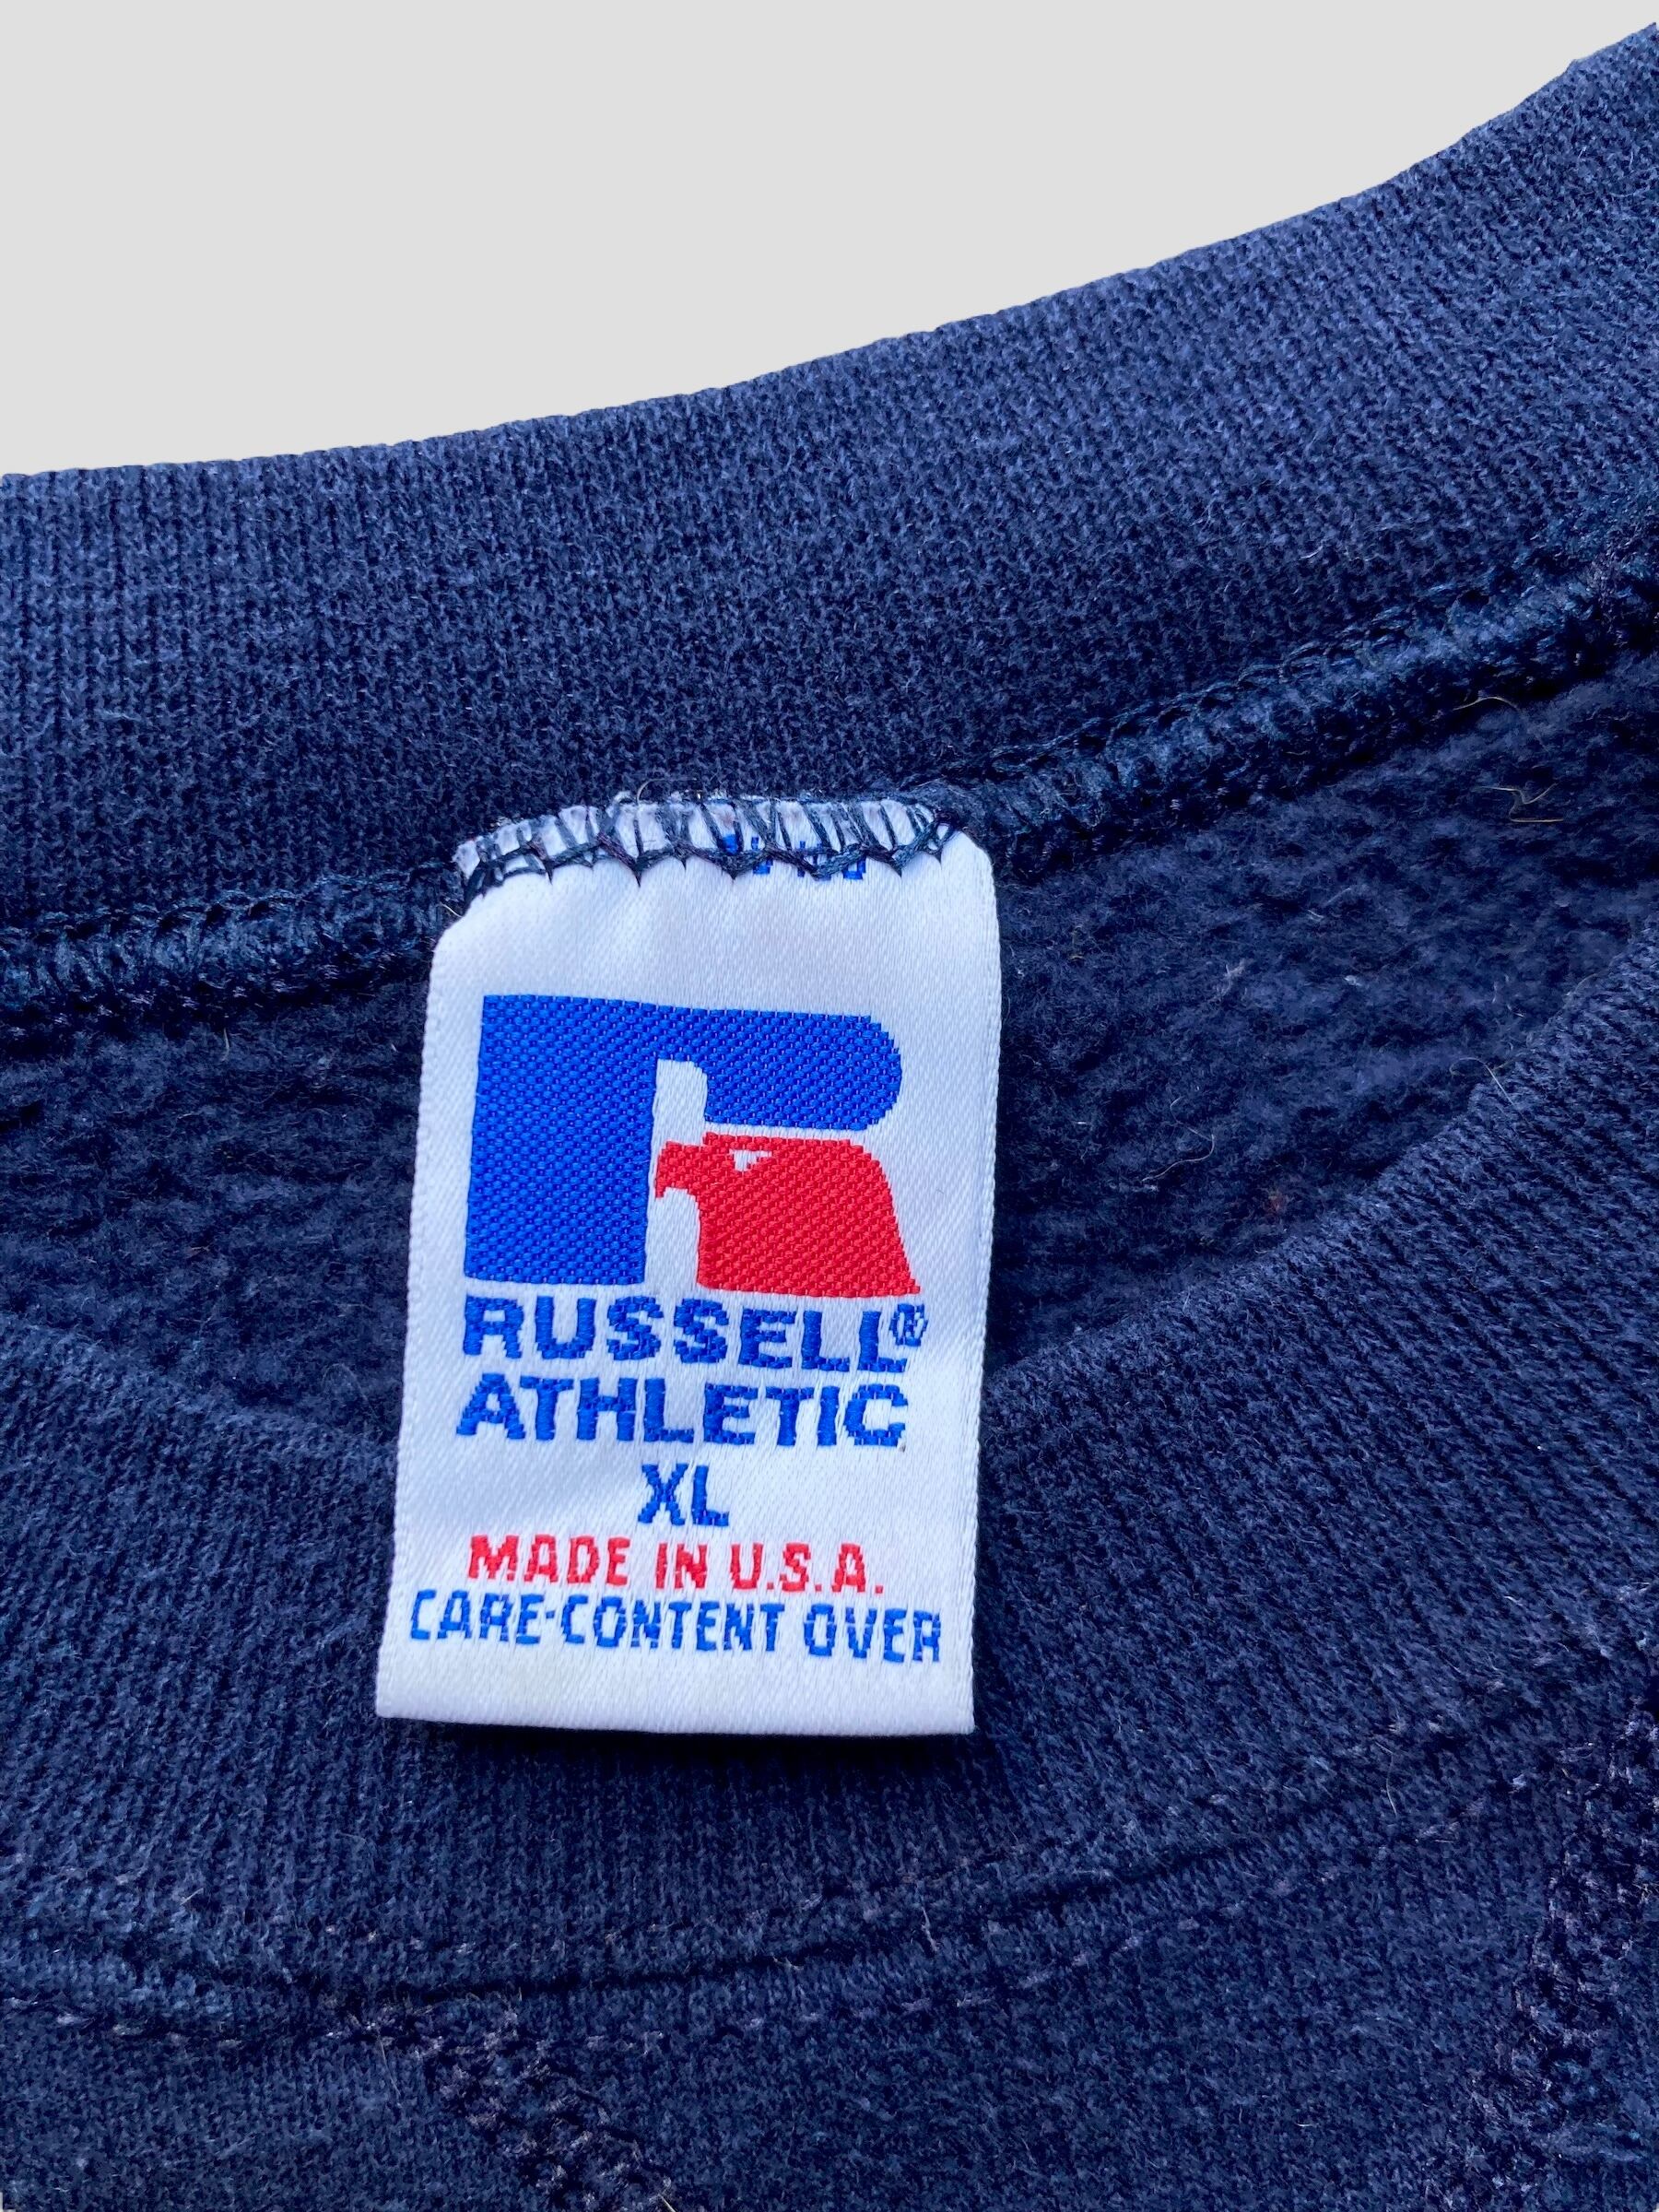 RUSSELL®
ATHLETIC
XL
MADE IN U.S.A.
CARE-CONTENT OVER